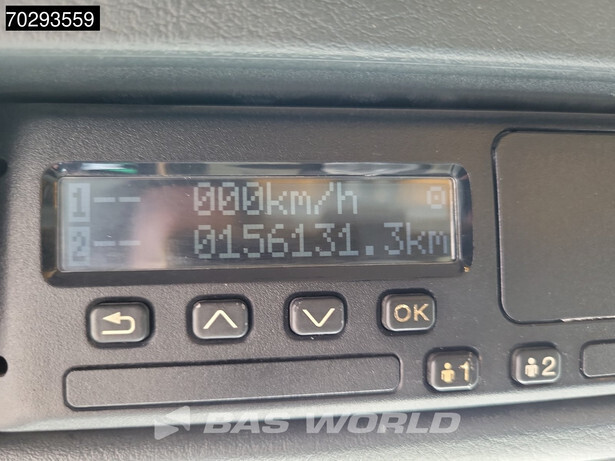 70293559
1-- 000km/h
2-- 0156131.3km
OK
1 2
BAS WORLD